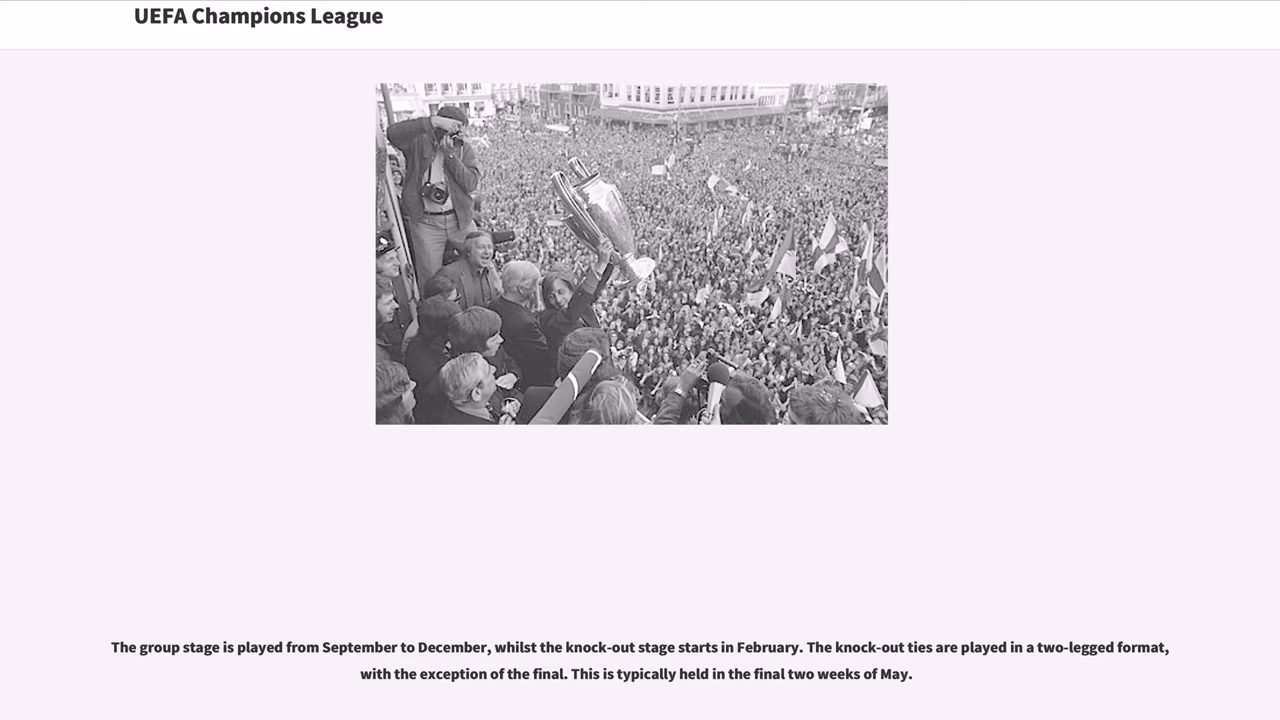 UEFA Champions League
The group stage is played from September to December, whilst the knock-out stage starts in February. The knock-out ties are played in a two-legged format,
with the exception of the final. This is typically held in the final two weeks of May.